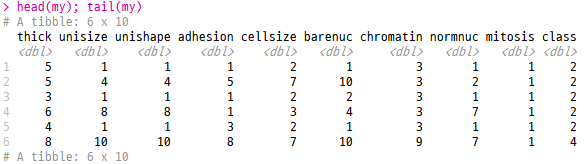 > head(my); tail(my)
# A tibble: 6 x 10
thick unisize unishape adhesion cellsize barenuc chromatin normnuc mitosis class
<dbl> <dbl> <dbl> <dbl> <dbl> <dbl> <dbl> <dbl> <dbl> <dbl>
1 5 1 1 1 2 1 3 1 1 2
2 5 4 4 5 7 10 3 2 1 2
3 3 1 1 1 2 2 3 1 1 2
4 6 8 8 1 3 4 3 7 1 2
5 4 1 1 3 2 1 3 1 1 2
6 8 10 10 8 7 10 9 7 1 4
# A tibble: 6 x 10